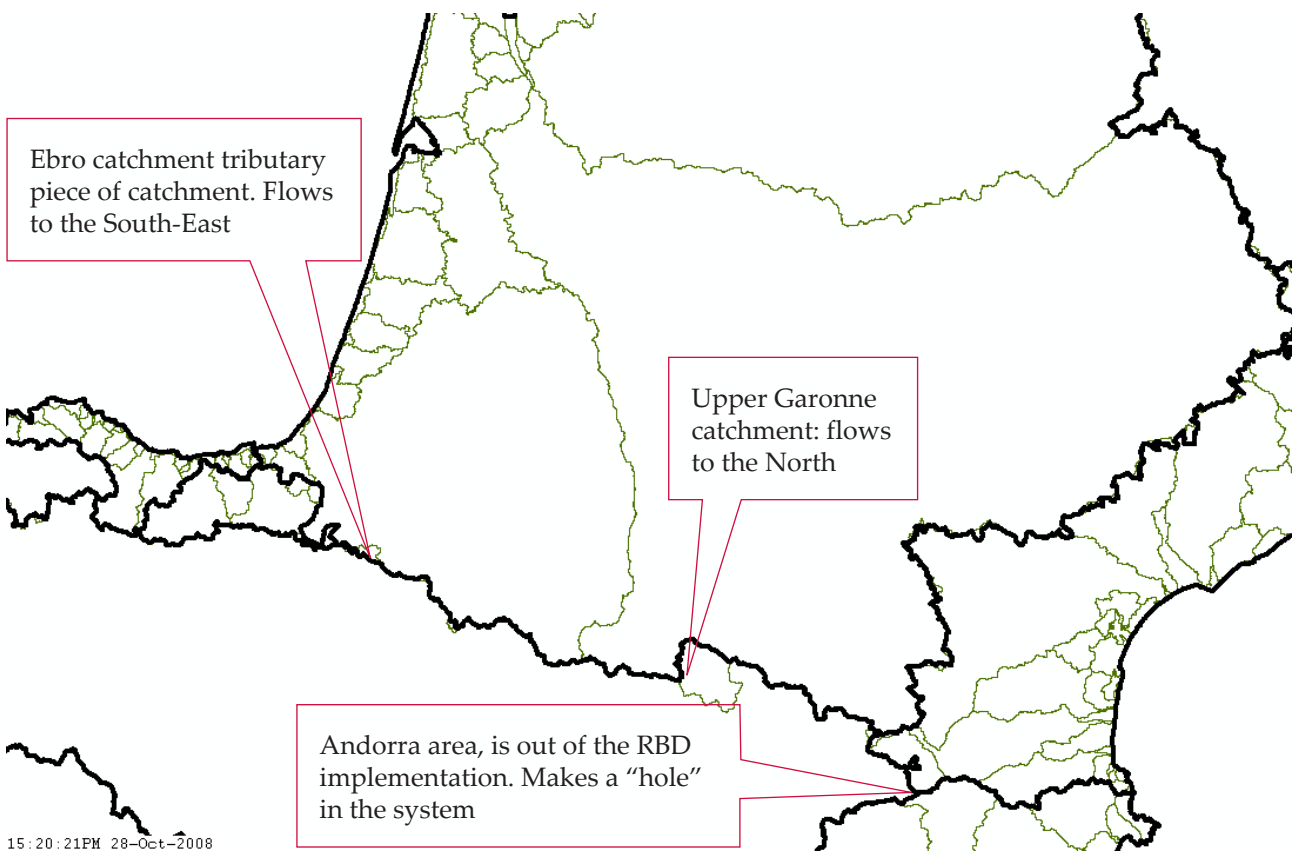 Ebro catchment tributary
piece of catchment. Flows
to the South-East
Upper Garonne
catchment: flows
to the North
Andorra area, is out of the RBD
implementation. Makes a “hole”
in the system
15:20:21PM 28-Oct-2008